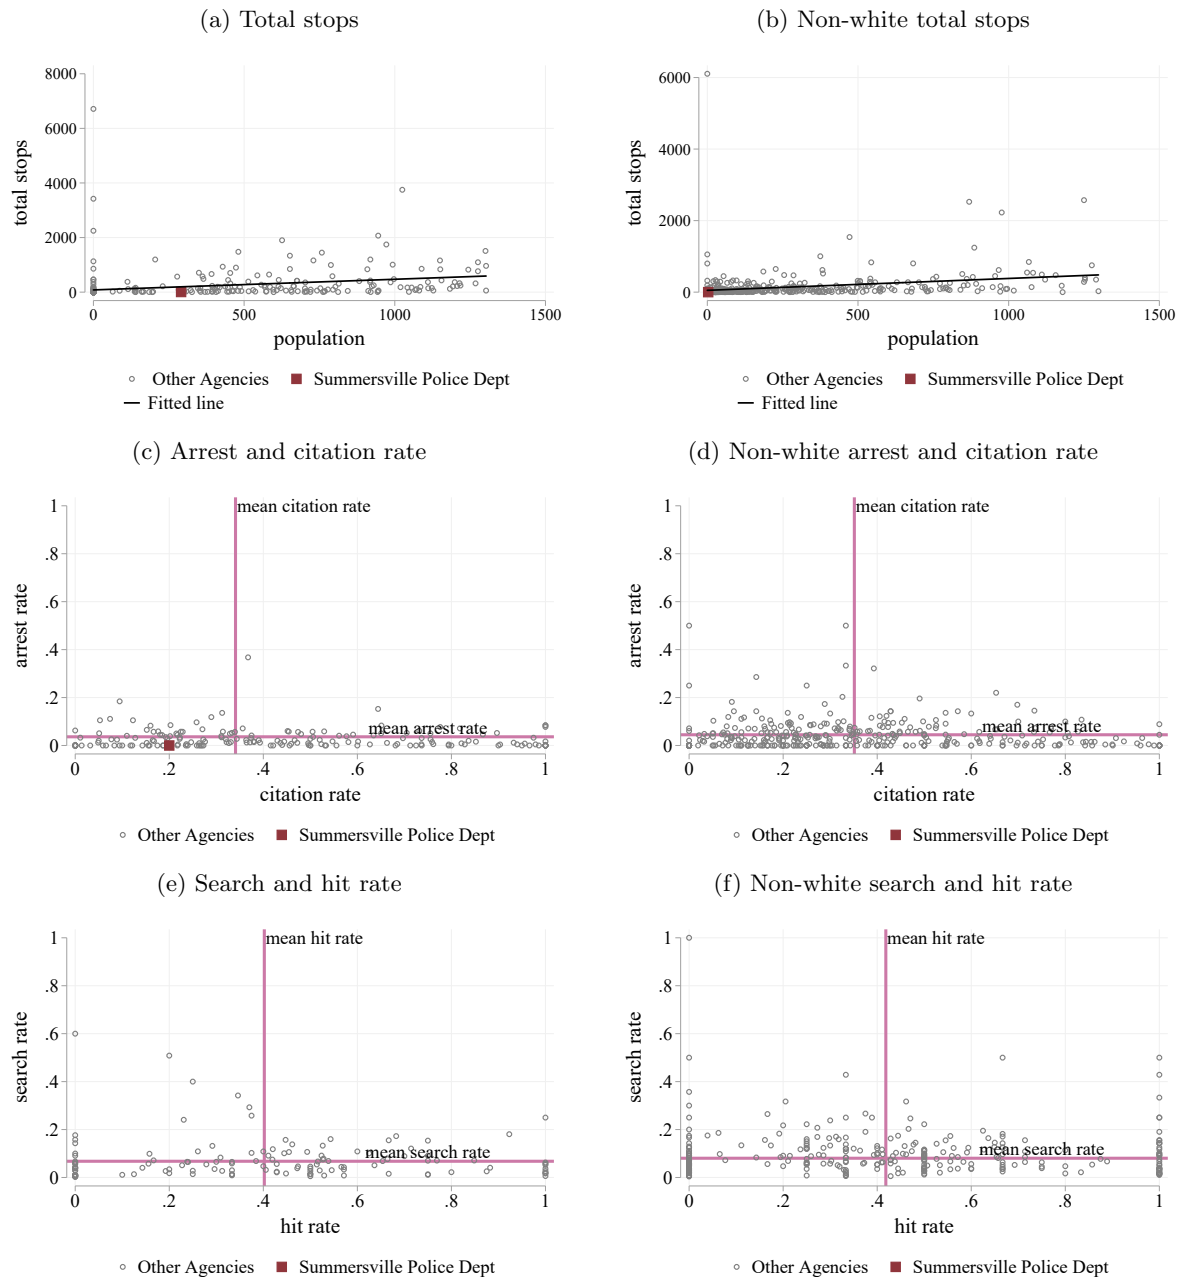 (a) Total stops
total stops
8000
6000
4000
2000
0
0 500 1000 1500
population
Other Agencies Summersville Police Dept
Fitted line
(b) Non-white total stops
total stops
6000
4000
2000
0
0 500 1000 1500
population
Other Agencies Summersville Police Dept
Fitted line
(c) Arrest and citation rate
arrest rate
1
.8
.6
.4
.2
0
mean citation rate
mean arrest rate
0 .2 .4 .6 .8 1
citation rate
Other Agencies Summersville Police Dept
(d) Non-white arrest and citation rate
arrest rate
1
.8
.6
.4
.2
0
mean citation rate
mean arrest rate
0 .2 .4 .6 .8 1
citation rate
Other Agencies Summersville Police Dept
(e) Search and hit rate
search rate
1
.8
.6
.4
.2
0
mean hit rate
mean search rate
0 .2 .4 .6 .8 1
hit rate
Other Agencies Summersville Police Dept
(f) Non-white search and hit rate
search rate
1
.8
.6
.4
.2
0
mean hit rate
mean search rate
0 .2 .4 .6 .8 1
hit rate
Other Agencies Summersville Police Dept